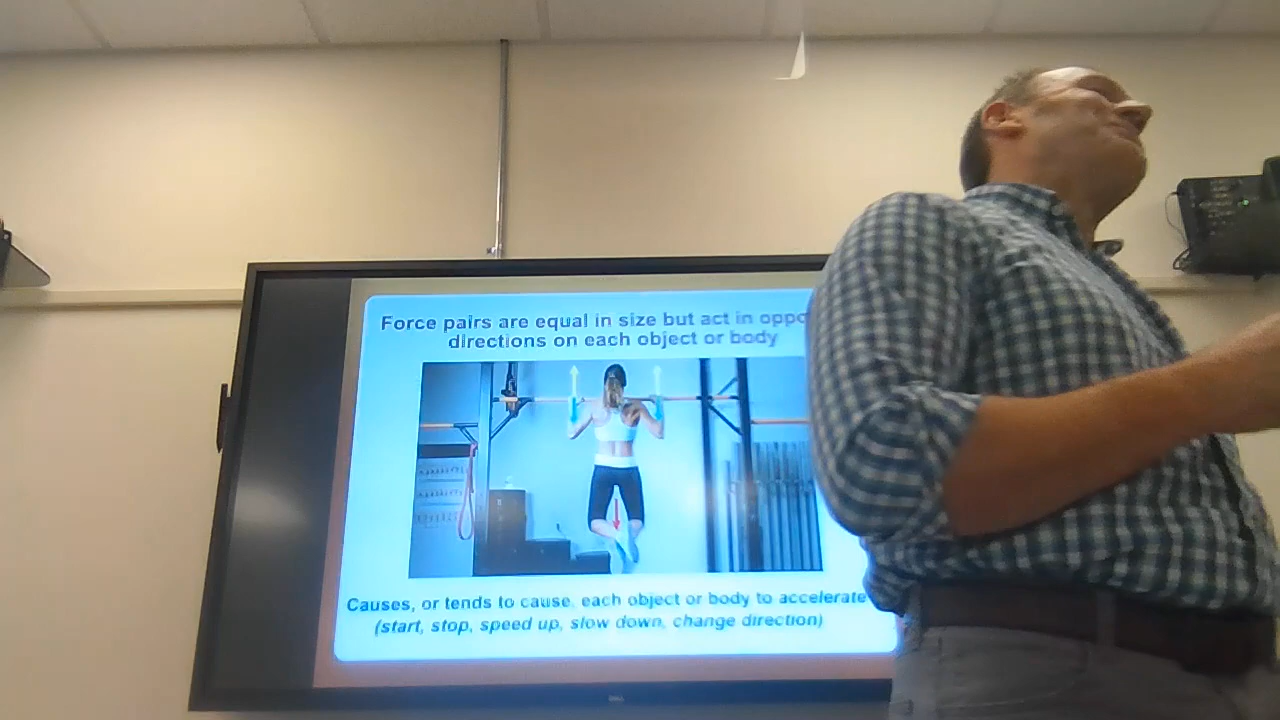 Force pairs are equal in size but act in
directions on each object or body
Causes, or tends to cause, each object or body to accelerate
(start, stop, speed up, slow down, change direction)
DELL